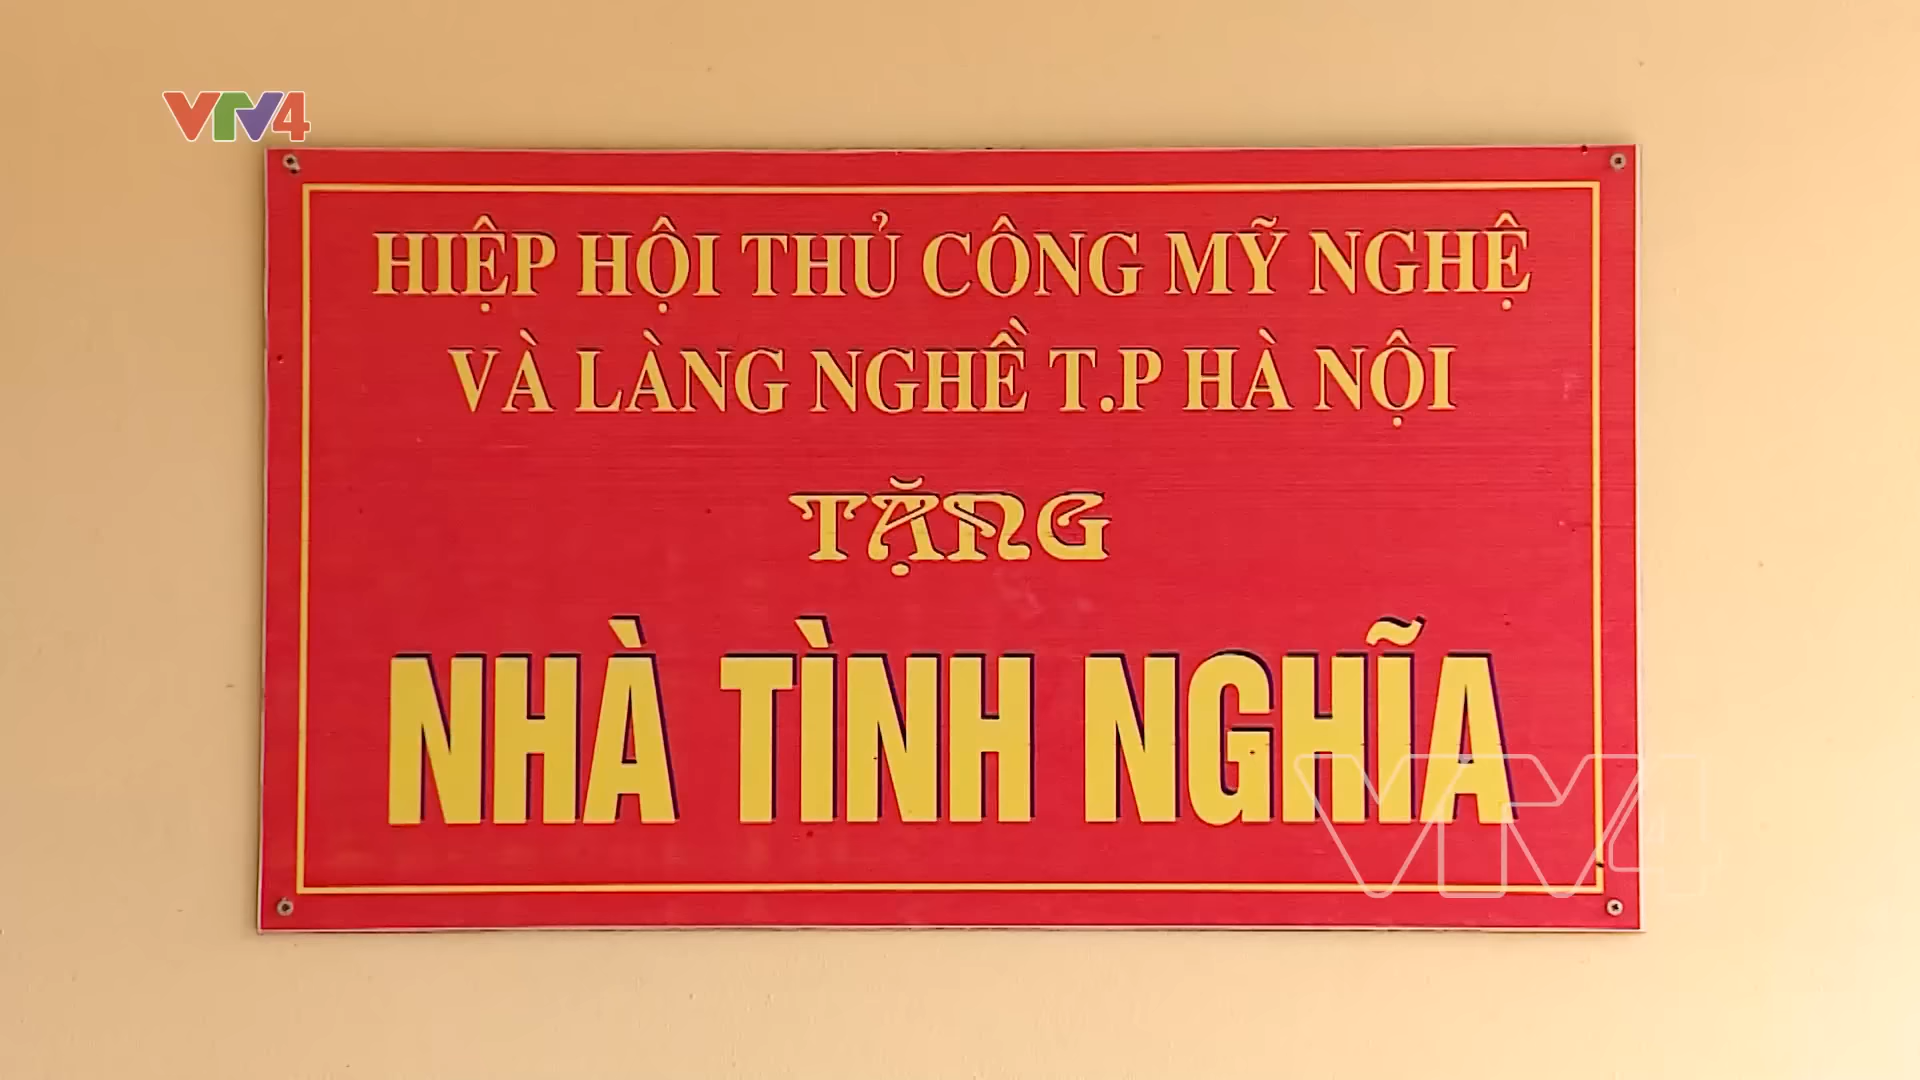 VTV4
HIỆP HỘI THỦ CÔNG MỸ NGHỆ
VÀ LÀNG NGHỀ T.P HÀ NỘI
TẶNG
NHÀ TÌNH NGHĨA
VTV4